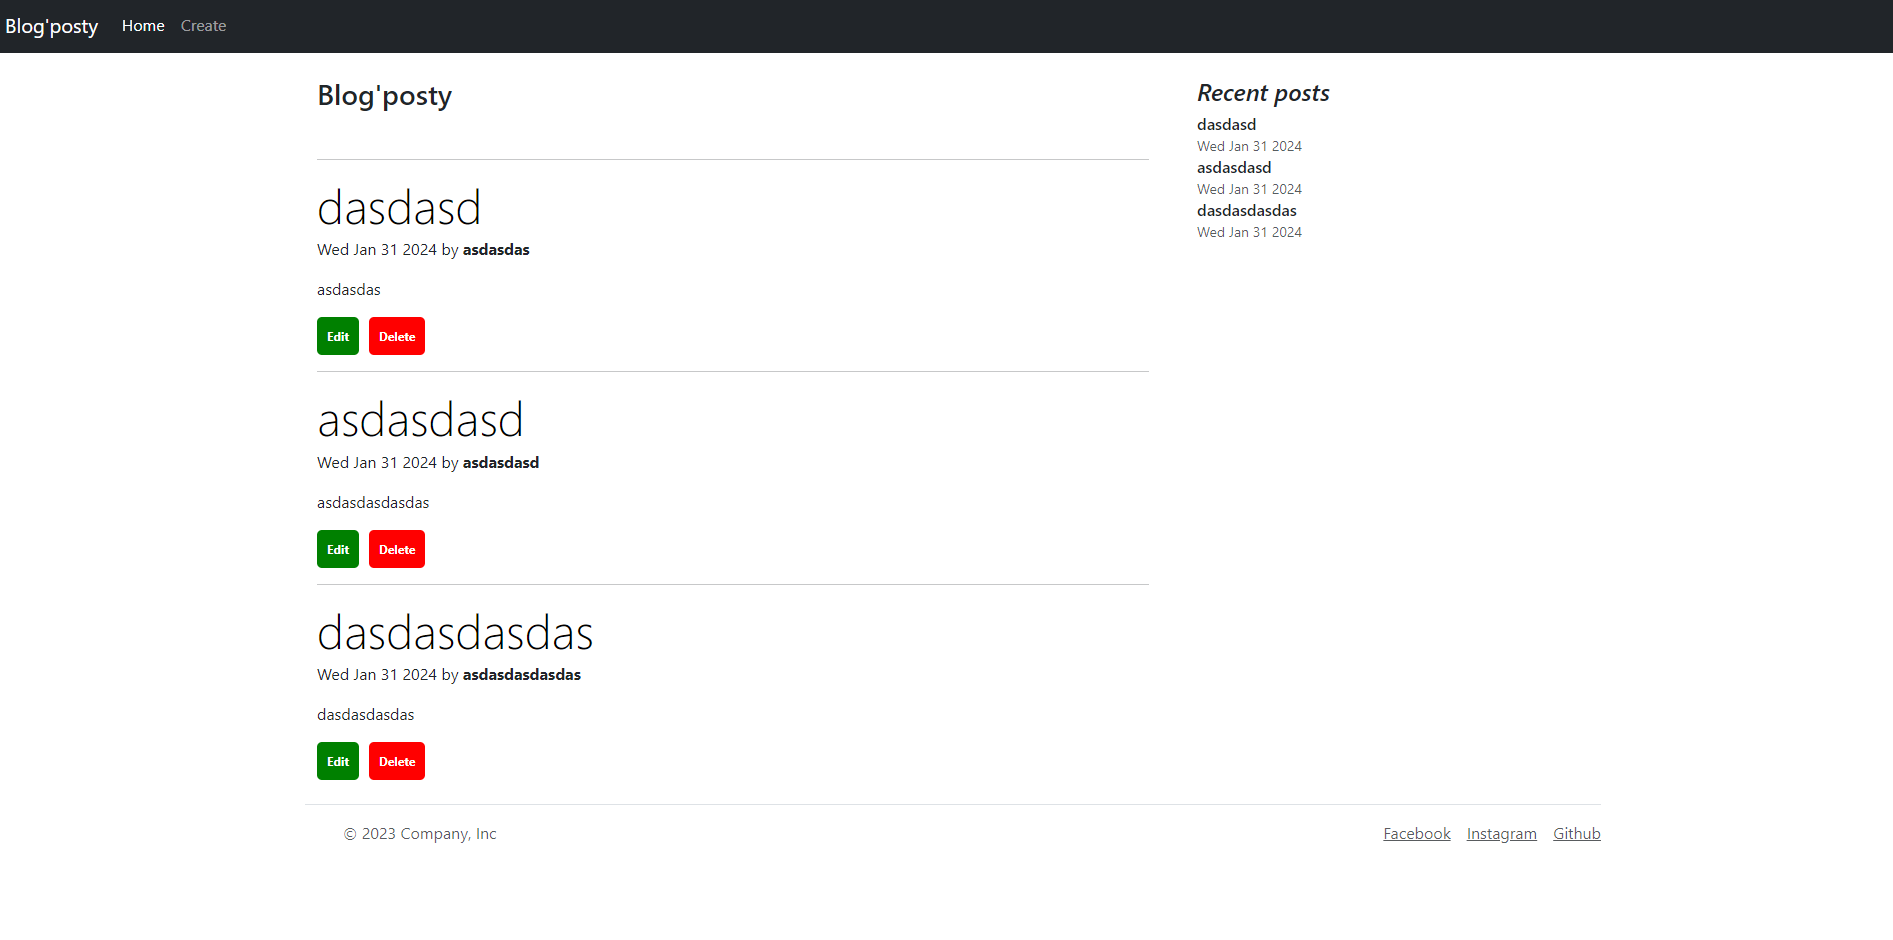 Blog'posty Home Create
Blog'posty
dasdasd
Wed Jan 31 2024 by asdasdas
asdasdas
Edit Delete
asdasdasd
Wed Jan 31 2024 by asdasdasd
asdasdasdasdas
Edit Delete
dasdasdasdas
Wed Jan 31 2024 by asdasdasdasdas
dasdasdasdas
Edit Delete
Recent posts
dasdasd
Wed Jan 31 2024
asdasdasd
Wed Jan 31 2024
dasdasdasdas
Wed Jan 31 2024
© 2023 Company, Inc
Facebook Instagram Github